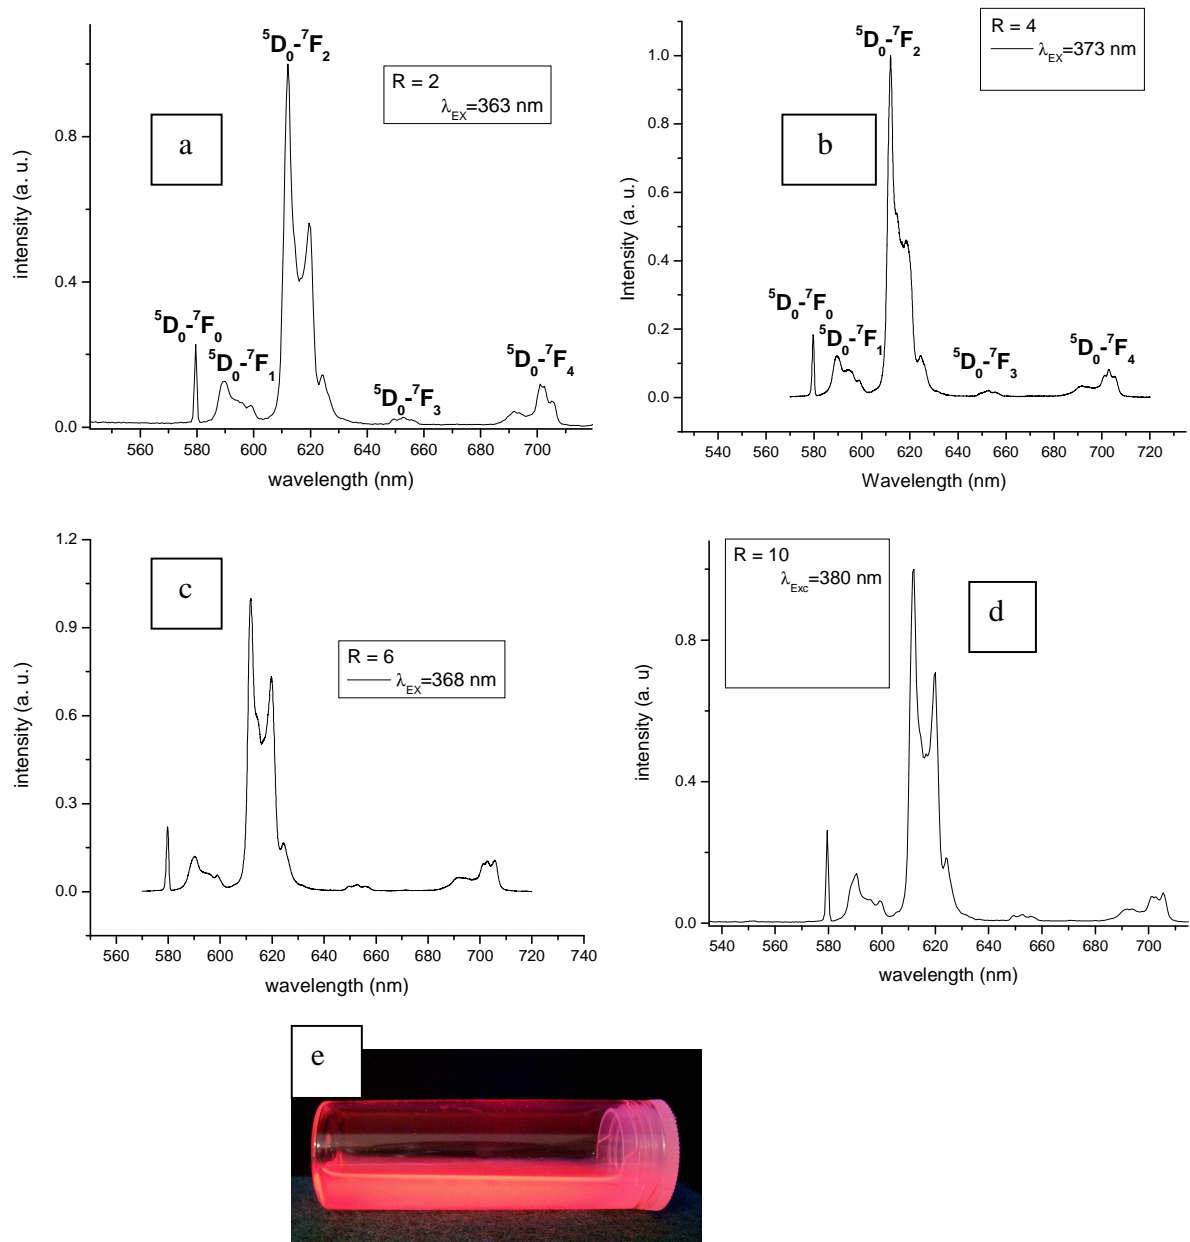 ⁵D₀-⁷F₂
R = 2
λEX=363 nm
a
0.8
0.4
0.0
intensity (a. u.)
⁵D₀-⁷F₀
⁵D₀-⁷F₁
⁵D₀-⁷F₃
⁵D₀-⁷F₄
560 580 600 620 640 660 680 700
wavelength (nm)
R = 4
λEX=373 nm
⁵D₀-⁷F₂
b
1.0
0.8
0.6
0.4
0.2
0.0
Intensity (a. u.)
⁵D₀-⁷F₀
⁵D₀-⁷F₁
⁵D₀-⁷F₃
⁵D₀-⁷F₄
540 560 580 600 620 640 660 680 700 720
Wavelength (nm)
1.2
0.9
0.6
0.3
0.0
intensity (a. u.)
c
R = 6
λEX=368 nm
560 580 600 620 640 660 680 700 720 740
wavelength (nm)
R = 10
λExc=380 nm
d
0.8
0.4
0.0
intensity (a. u)
540 560 580 600 620 640 660 680 700
wavelength (nm)
e